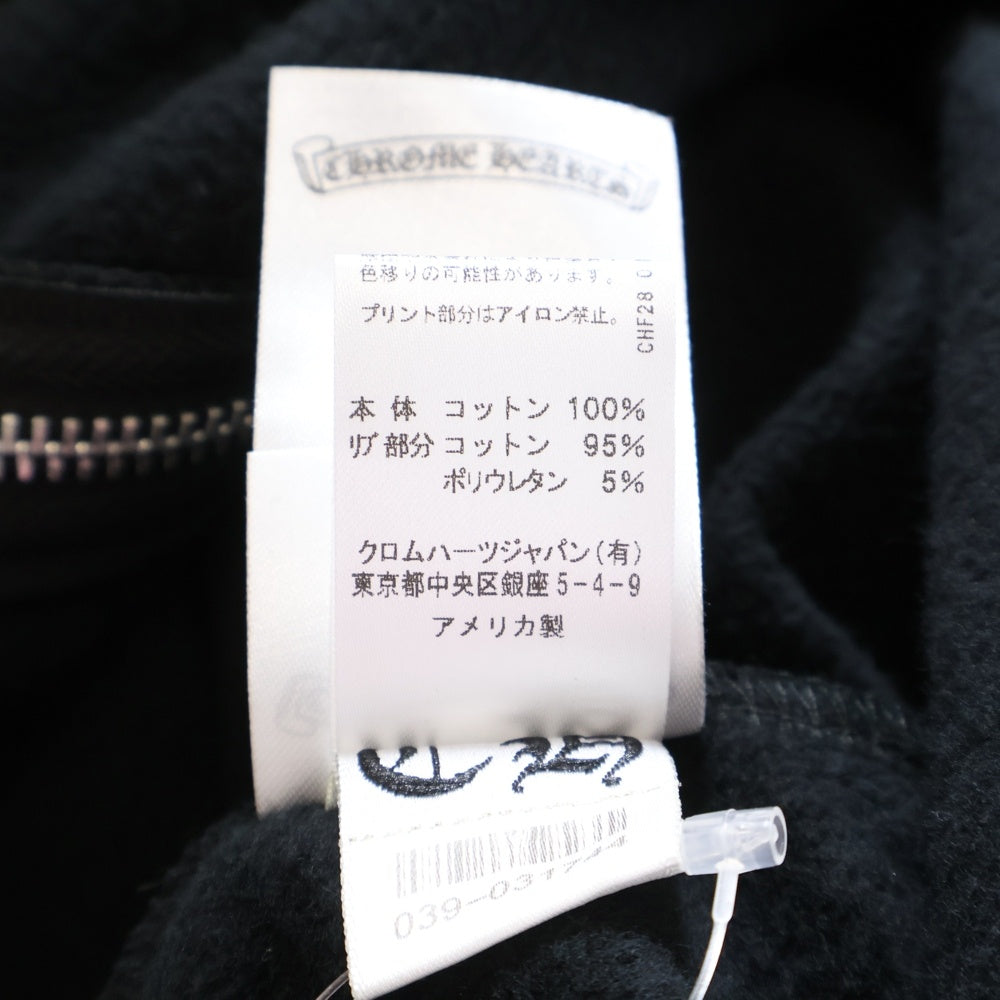 CHROME HEARTS
色移りの可能性があります。
プリント部分はアイロン禁止。
CHF28
本体 コットン 100%
ﾘﾌﾞ部分 コットン 95%
ポリウレタン 5%
クロムハーツジャパン(有)
東京都中央区銀座5-4-9
アメリカ製